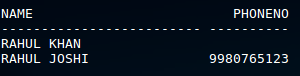 NAME                          PHONENO
------------------------- ----------
RAHUL KHAN
RAHUL JOSHI               9980765123